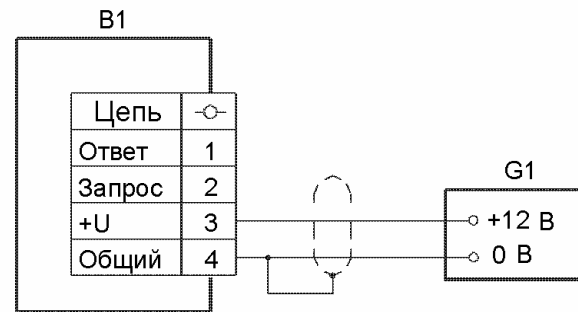 B1
Цепь
Ответ 1
Запрос 2
+U 3
Общий 4
G1
+12 В
0 В